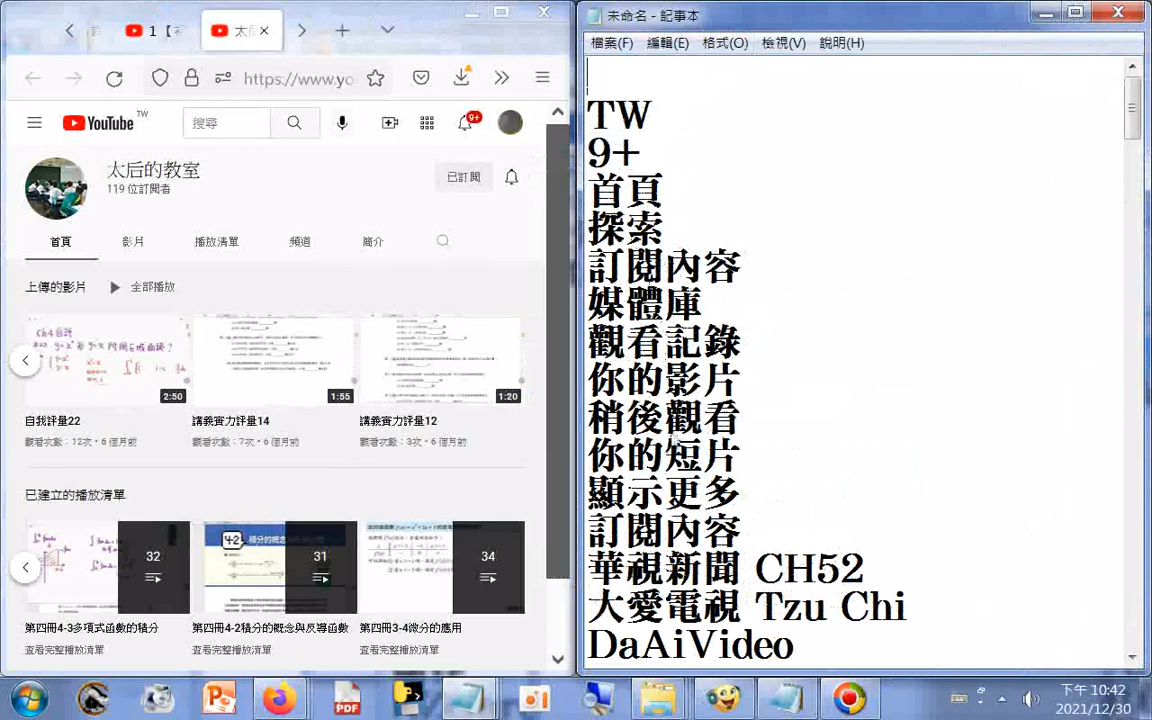 1【
太后
https://www.yo
YouTube TW
搜尋
9+
太后的教室
119 位訂閱者
已訂閱
首頁
影片
播放清單
頻道
簡介
上傳的影片
全部播放
2:50
1:55
1:20
自我評量22
講義實力評量14
講義實力評量12
觀看次數：12次・6 個月前
觀看次數：7次・6 個月前
觀看次數：3次・6 個月前
已建立的播放清單
4-2
32
31
34
第四冊4-3多項式函數的積分
第四冊4-2積分的概念與反導函數
第四冊3-4微分的應用
查看完整播放清單
查看完整播放清單
查看完整播放清單
未命名 - 記事本
檔案(F) 編輯(E) 格式(O) 檢視(V) 說明(H)
TW
9+
首頁
探索
訂閱內容
媒體庫
觀看記錄
你的影片
稍後觀看
你的短片
顯示更多
訂閱內容
華視新聞 CH52
大愛電視 Tzu Chi
DaAiVideo
PDF
下午 10:42
2021/12/30